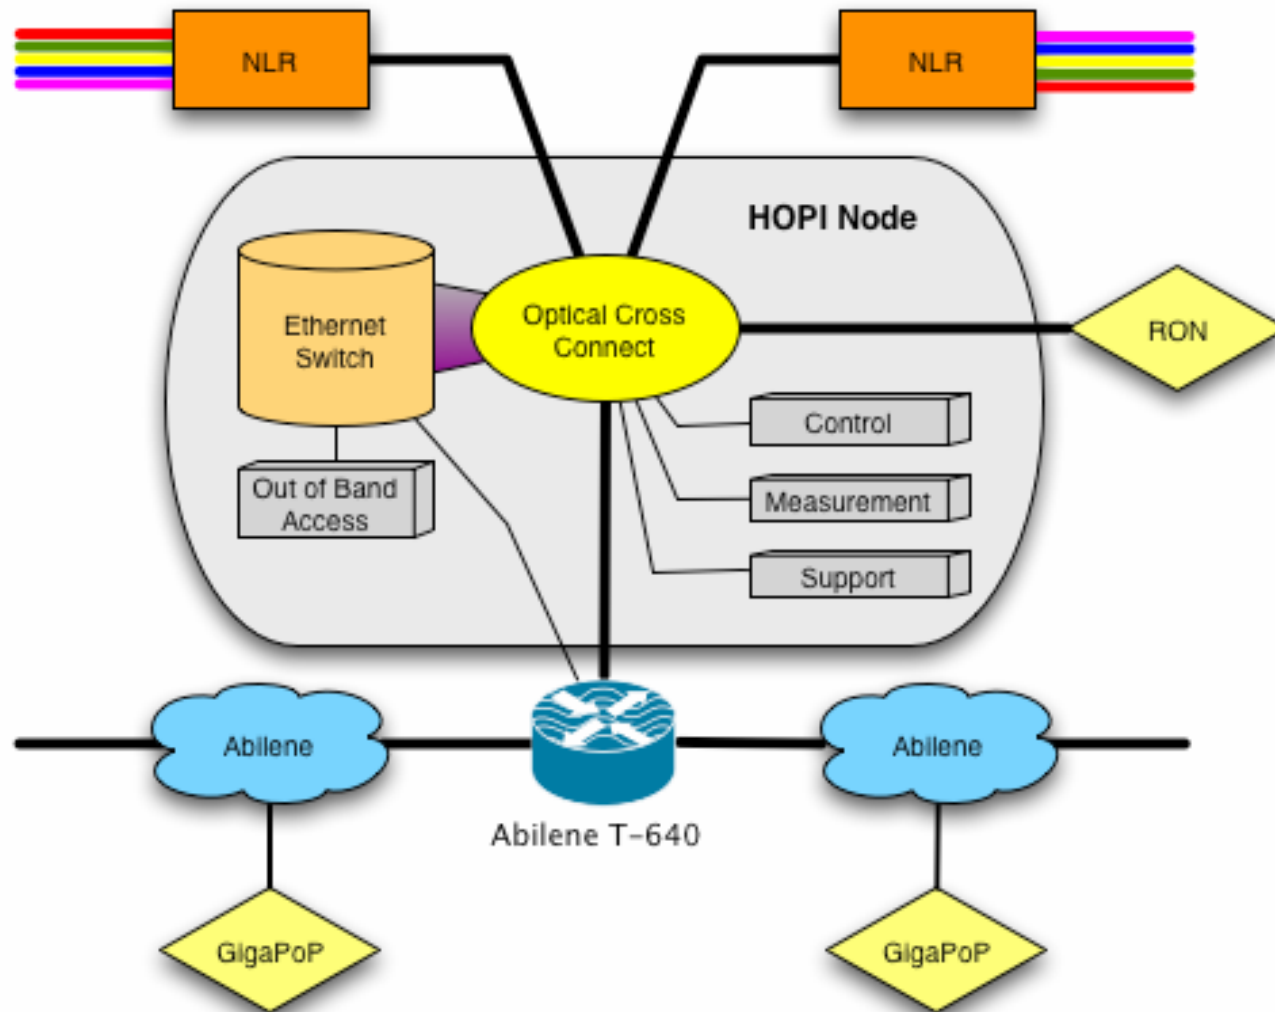 NLR
NLR
HOPI Node
Ethernet
Switch
Optical Cross
Connect
RON
Control
Out of Band
Access
Measurement
Support
Abilene
Abilene
Abilene T-640
GigaPoP
GigaPoP